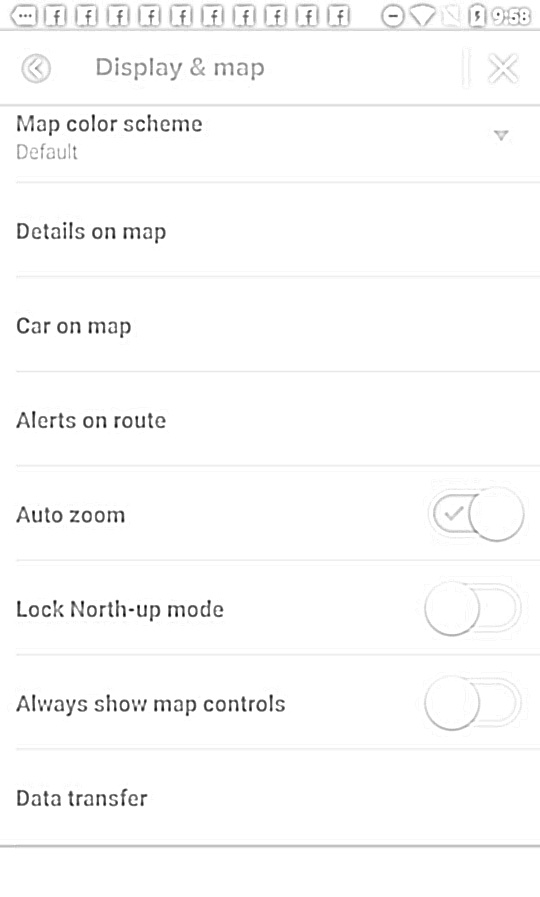 9:58
Display & map
Map color scheme
Default
Details on map
Car on map
Alerts on route
Auto zoom
Lock North-up mode
Always show map controls
Data transfer